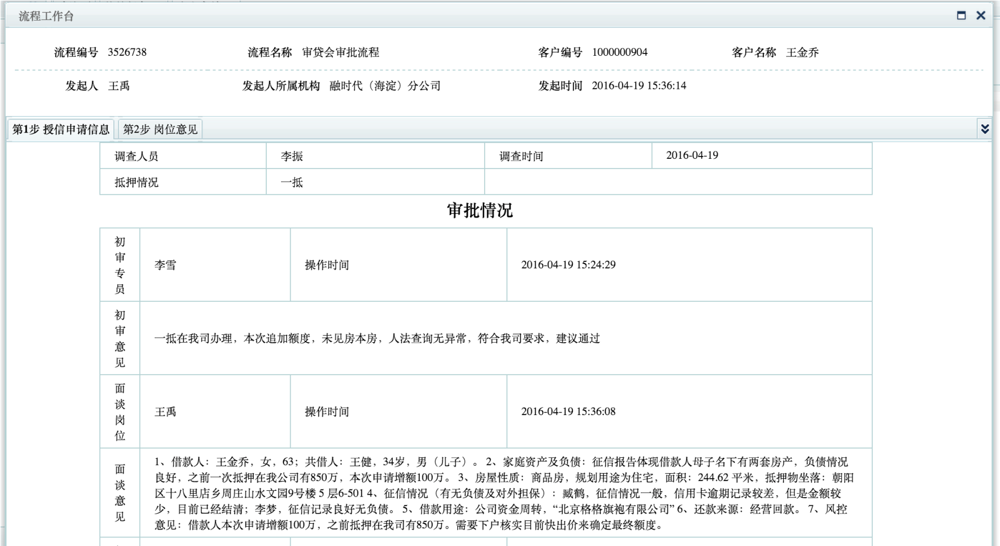 流程工作台
流程编号 3526738 流程名称 审贷会审批流程 客户编号 1000000904 客户名称 王金乔
发起人 王禹 发起人所属机构 融时代（海淀）分公司 发起时间 2016-04-19 15:36:14
第1步 授信申请信息 第2步 岗位意见
调查人员 李振 调查时间 2016-04-19
抵押情况 一抵
审批情况
初审专员 李雪 操作时间 2016-04-19 15:24:29
初审意见 一抵在我司办理，本次追加额度，未见房本房，人法查询无异常，符合我司要求，建议通过
面谈岗位 王禹 操作时间 2016-04-19 15:36:08
面谈意见
1、借款人：王金乔，女，63；共借人：王健，34岁，男（儿子）。 2、家庭资产及负债：征信报告体现借款人母子名下有两套房产，负债情况
良好，之前一次抵押在我公司有850万，本次申请增额100万。 3、房屋性质：商品房，规划用途为住宅，面积：244.62 平米，抵押物坐落：朝阳
区十八里店乡周庄山水文园9号楼 5 层6-501 4、征信情况（有无负债及对外担保）：臧鹤，征信情况一般，信用卡逾期记录较差，但是金额较
少，目前已经结清；李梦，征信记录良好无负债。 5、借款用途：公司资金周转，“北京格格旗袍有限公司” 6、还款来源：经营回款。 7、风控
意见：借款人本次申请增额100万，之前抵押在我司有850万。需要下户核实目前快出价来确定最终额度。